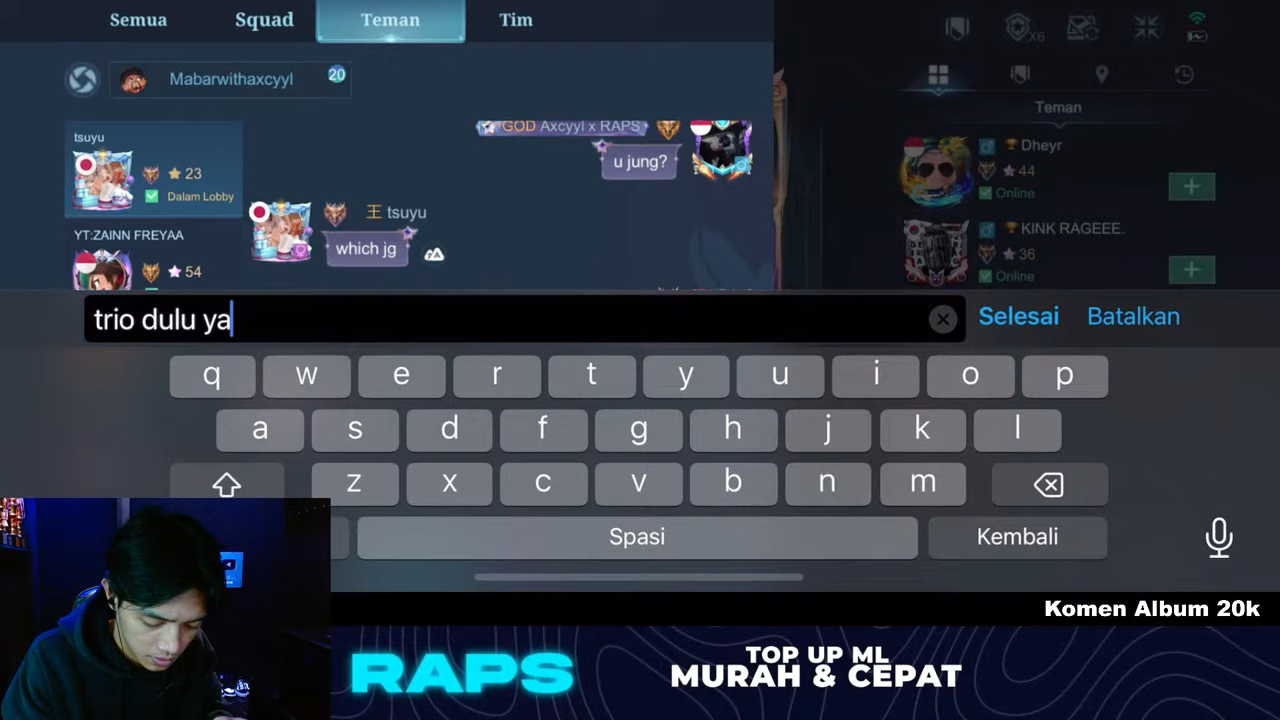 Semua
Squad
Teman
Tim
Mabarwithaxcyyl
20
tsuyu
23
Dalam Lobby
YT:ZAINN FREYAA
54
GOD Axcyyl x RAPS
u jung?
王 tsuyu
which jg
X6
Teman
Dheyr
44
Online
KINK RAGEEE.
36
Online
trio dulu ya
Selesai
Batalkan
q w e r t y u i o p
a s d f g h j k l
z x c v b n m
Spasi
Kembali
Komen Album 20k
RAPS
TOP UP ML
MURAH & CEPAT